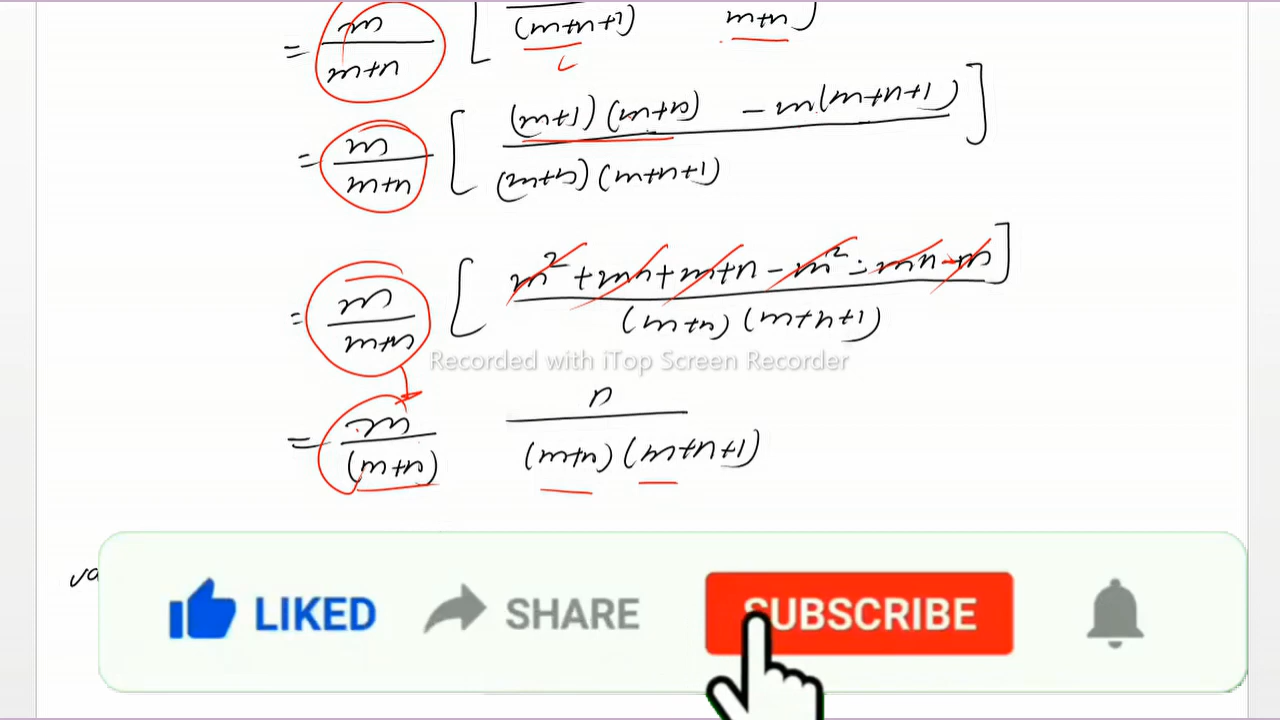 = m/(m+n) [ /(m+n+1) m/(m+n) ]
= m/(m+n) [ ((m+1)(m+n) - m(m+n+1))/((m+n)(m+n+1)) ]
= m/(m+n) [ (m²+mn+m+n-m²-mn-m)/((m+n)(m+n+1)) ]
Recorded with iTop Screen Recorder
= m/(m+n) n/((m+n)(m+n+1))
LIKED SHARE SUBSCRIBE